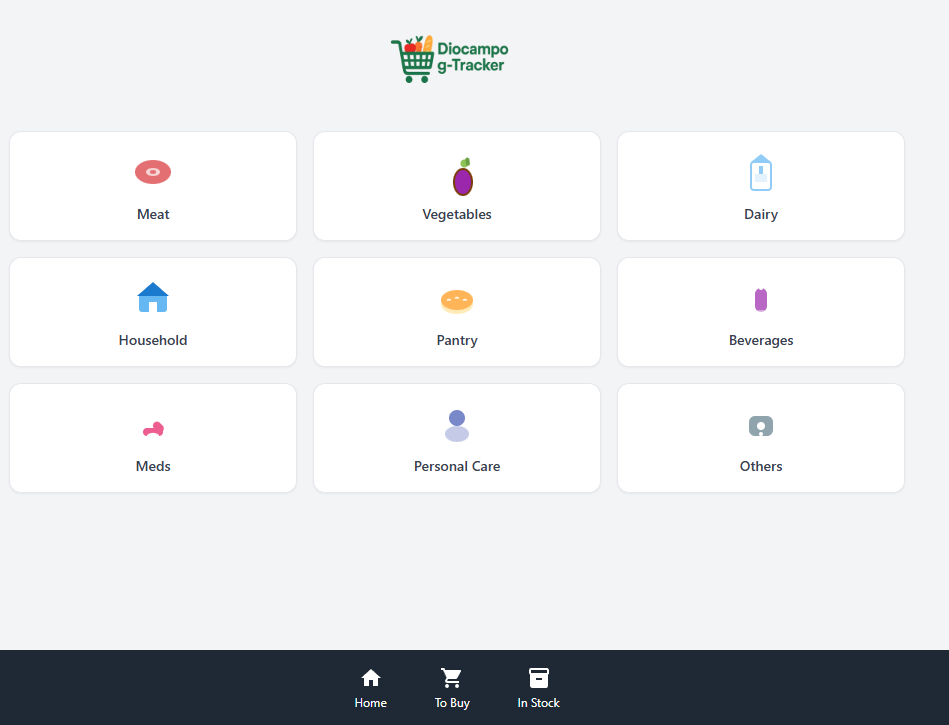 Diocampo
g-Tracker
Meat
Vegetables
Dairy
Household
Pantry
Beverages
Meds
Personal Care
Others
Home
To Buy
In Stock